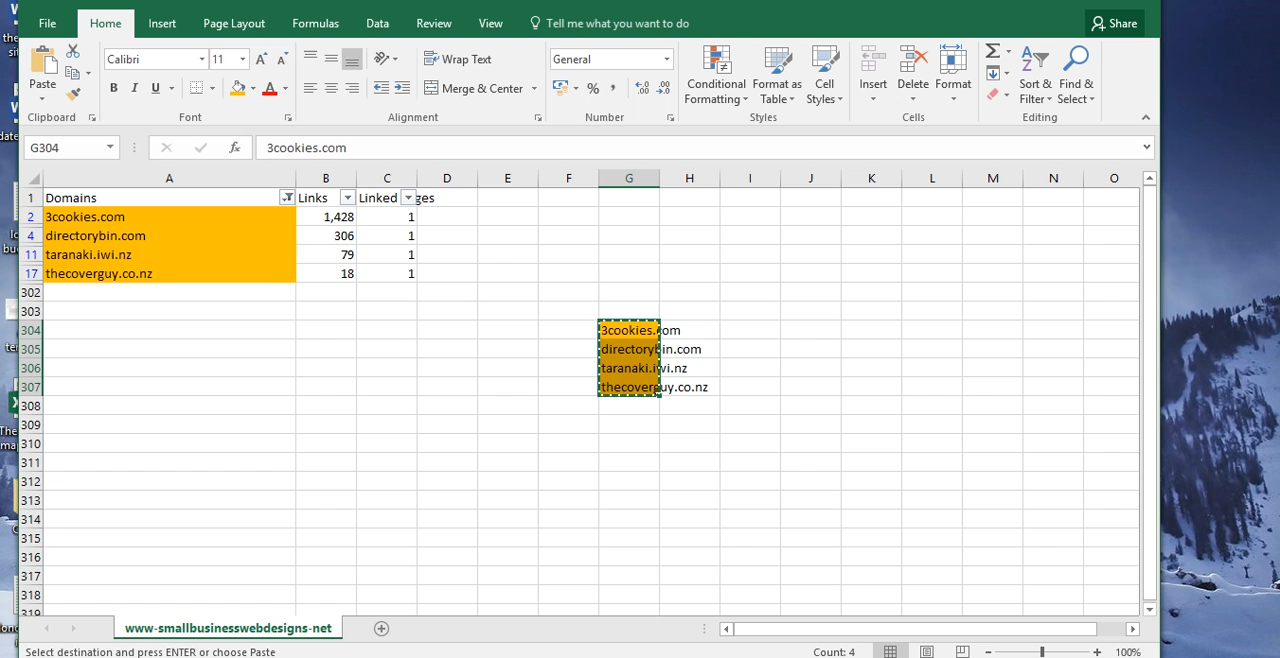 File Home Insert Page Layout Formulas Data Review View Tell me what you want to do Share
Calibri 11 Wrap Text General
Paste B I U Merge & Center % , Conditional Formatting Format as Table Cell Styles Insert Delete Format Sort & Filter Find & Select
Clipboard Font Alignment Number Styles Cells Editing
G304 fx 3cookies.com
A B C D E F G H I J K L M N O
1 Domains Links Linked ges
2 3cookies.com 1,428 1
4 directorybin.com 306 1
11 taranaki.iwi.nz 79 1
17 thecoverguy.co.nz 18 1
302
303
304 3cookies.com
305 directorybin.com
306 taranaki.iwi.nz
307 thecoverguy.co.nz
308
309
310
311
312
313
314
315
316
317
318
319
www-smallbusinesswebdesigns-net
Select destination and press ENTER or choose Paste Count: 4 100%